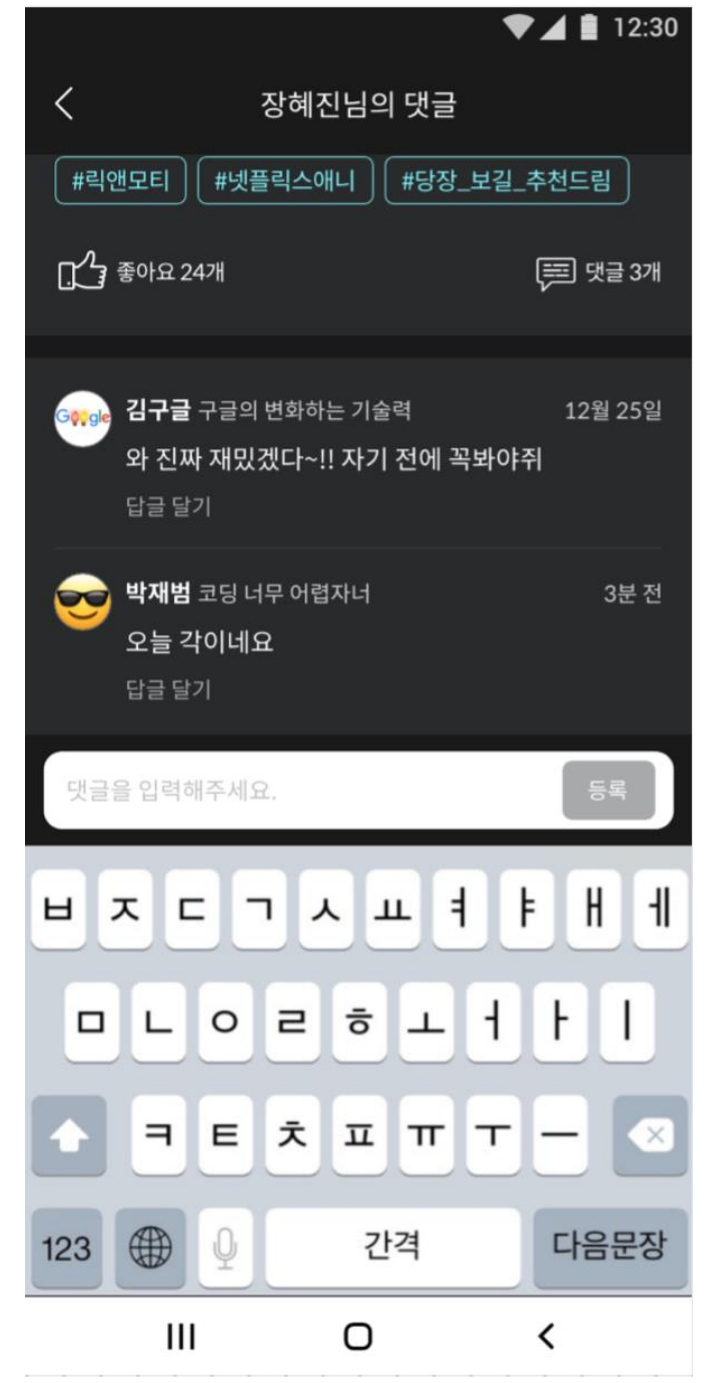 12:30
장혜진님의 댓글
#릭앤모티 #넷플릭스애니 #당장_보길_추천드림
좋아요 24개 댓글 3개
Google 김구글 구글의 변화하는 기술력 12월 25일
와 진짜 재밌겠다~!! 자기 전에 꼭봐야쥐
답글 달기
박재범 코딩 너무 어렵자너 3분 전
오늘 각이네요
답글 달기
댓글을 입력해주세요. 등록
ㅂ ㅈ ㄷ ㄱ ㅅ ㅛ ㅕ ㅑ ㅐ ㅔ
ㅁ ㄴ ㅇ ㄹ ㅎ ㅗ ㅓ ㅏ ㅣ
ㅋ ㅌ ㅊ ㅍ ㅠ ㅜ ㅡ
123 간격 다음문장